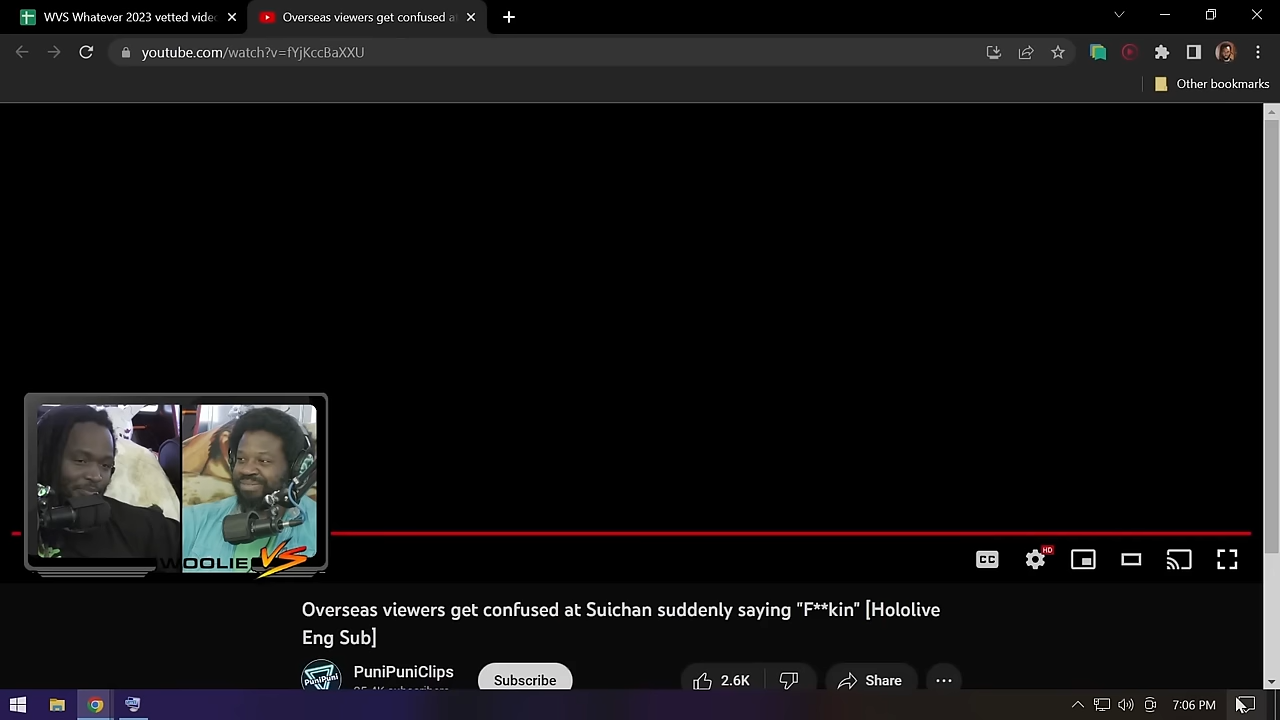 WVS Whatever 2023 vetted vide
Overseas viewers get confused a
youtube.com/watch?v=fYjKccBaXXU
Other bookmarks
WOOLIE VS
CC
HD
Overseas viewers get confused at Suichan suddenly saying "F**kin" [Hololive
Eng Sub]
PuniPuni
PuniPuniClips
Subscribe
2.6K
Share
7:06 PM